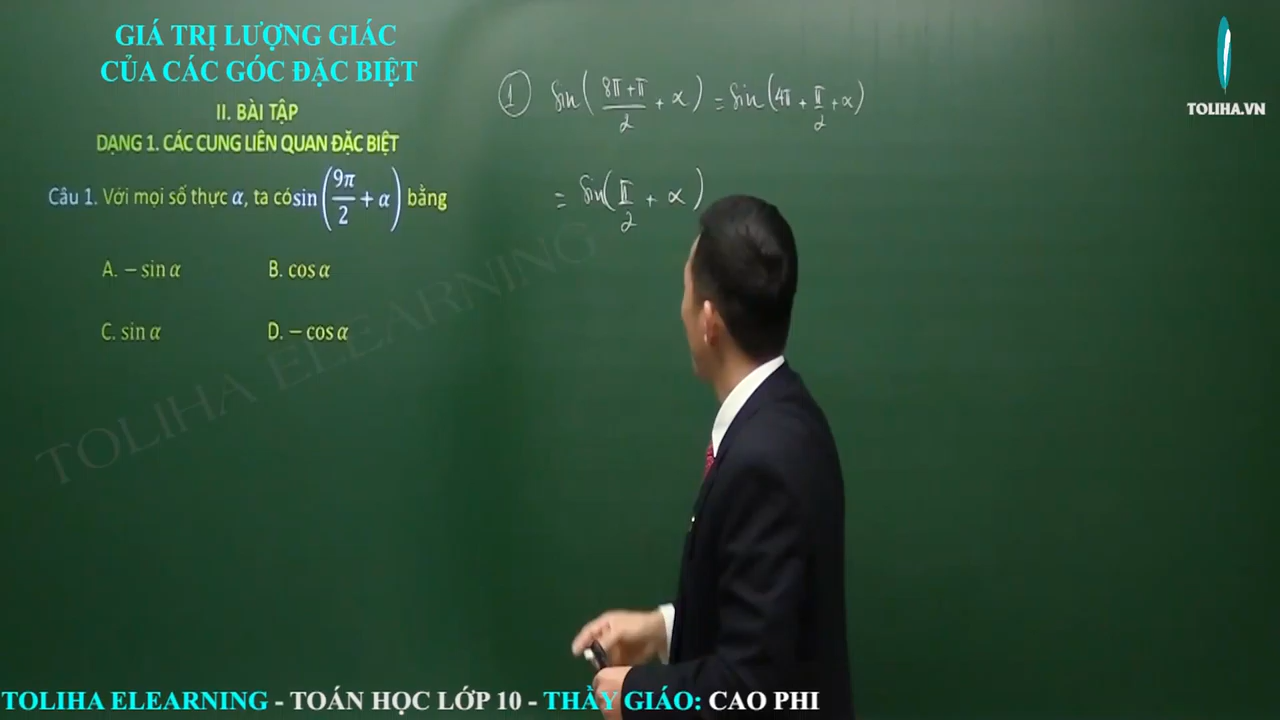 GIÁ TRỊ LƯỢNG GIÁC
CỦA CÁC GÓC ĐẶC BIỆT
II. BÀI TẬP
DẠNG 1. CÁC CUNG LIÊN QUAN ĐẶC BIỆT
Câu 1. Với mọi số thực α, ta có sin(9π/2 + α) bằng
A. – sin α B. cos α
C. sin α D. – cos α
① sin(8π+π/2 + α) = sin(4π + π/2 + α)
= sin(π/2 + α)
TOLIHA.VN
TOLIHA ELEARNING
TOLIHA ELEARNING - TOÁN HỌC LỚP 10 - THẦY GIÁO: CAO PHI